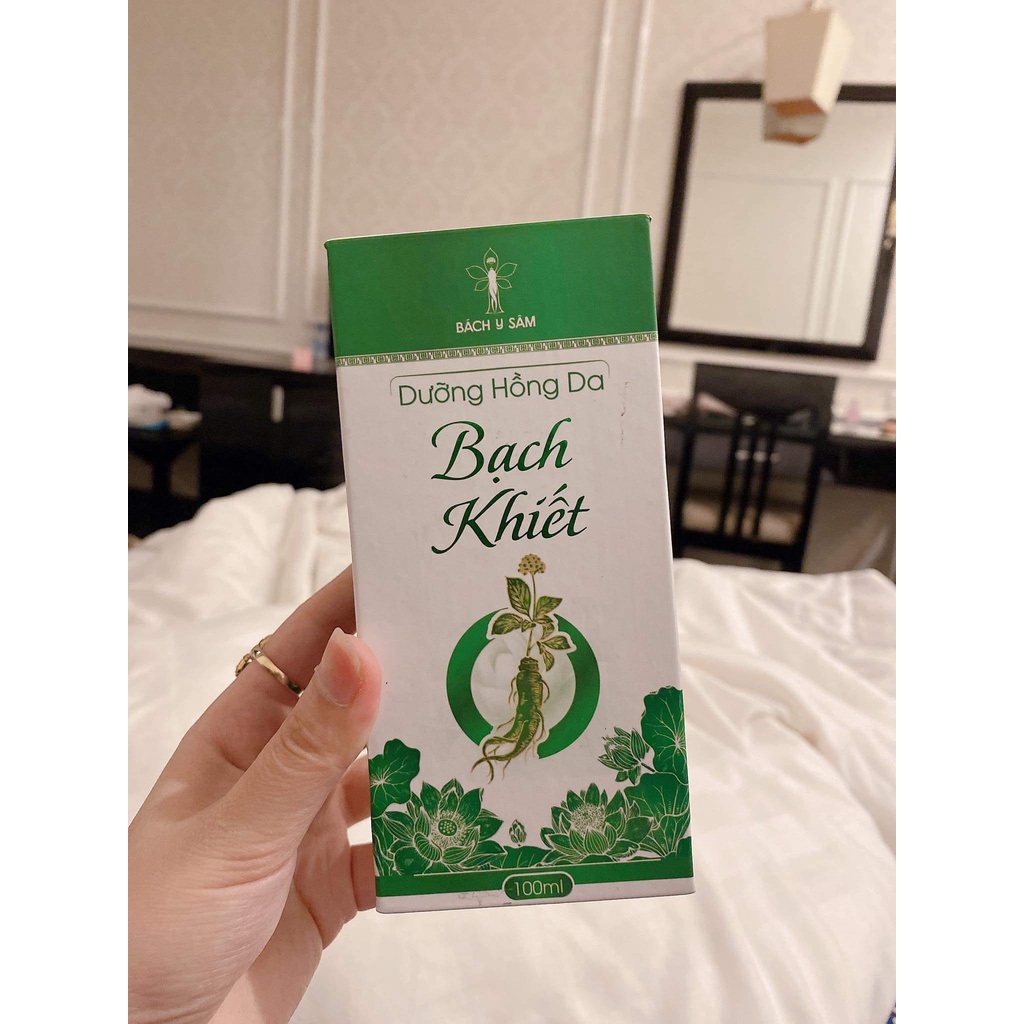 BÁCH Y SÂM
Dưỡng Hồng Da
Bạch
Khiết
100ml